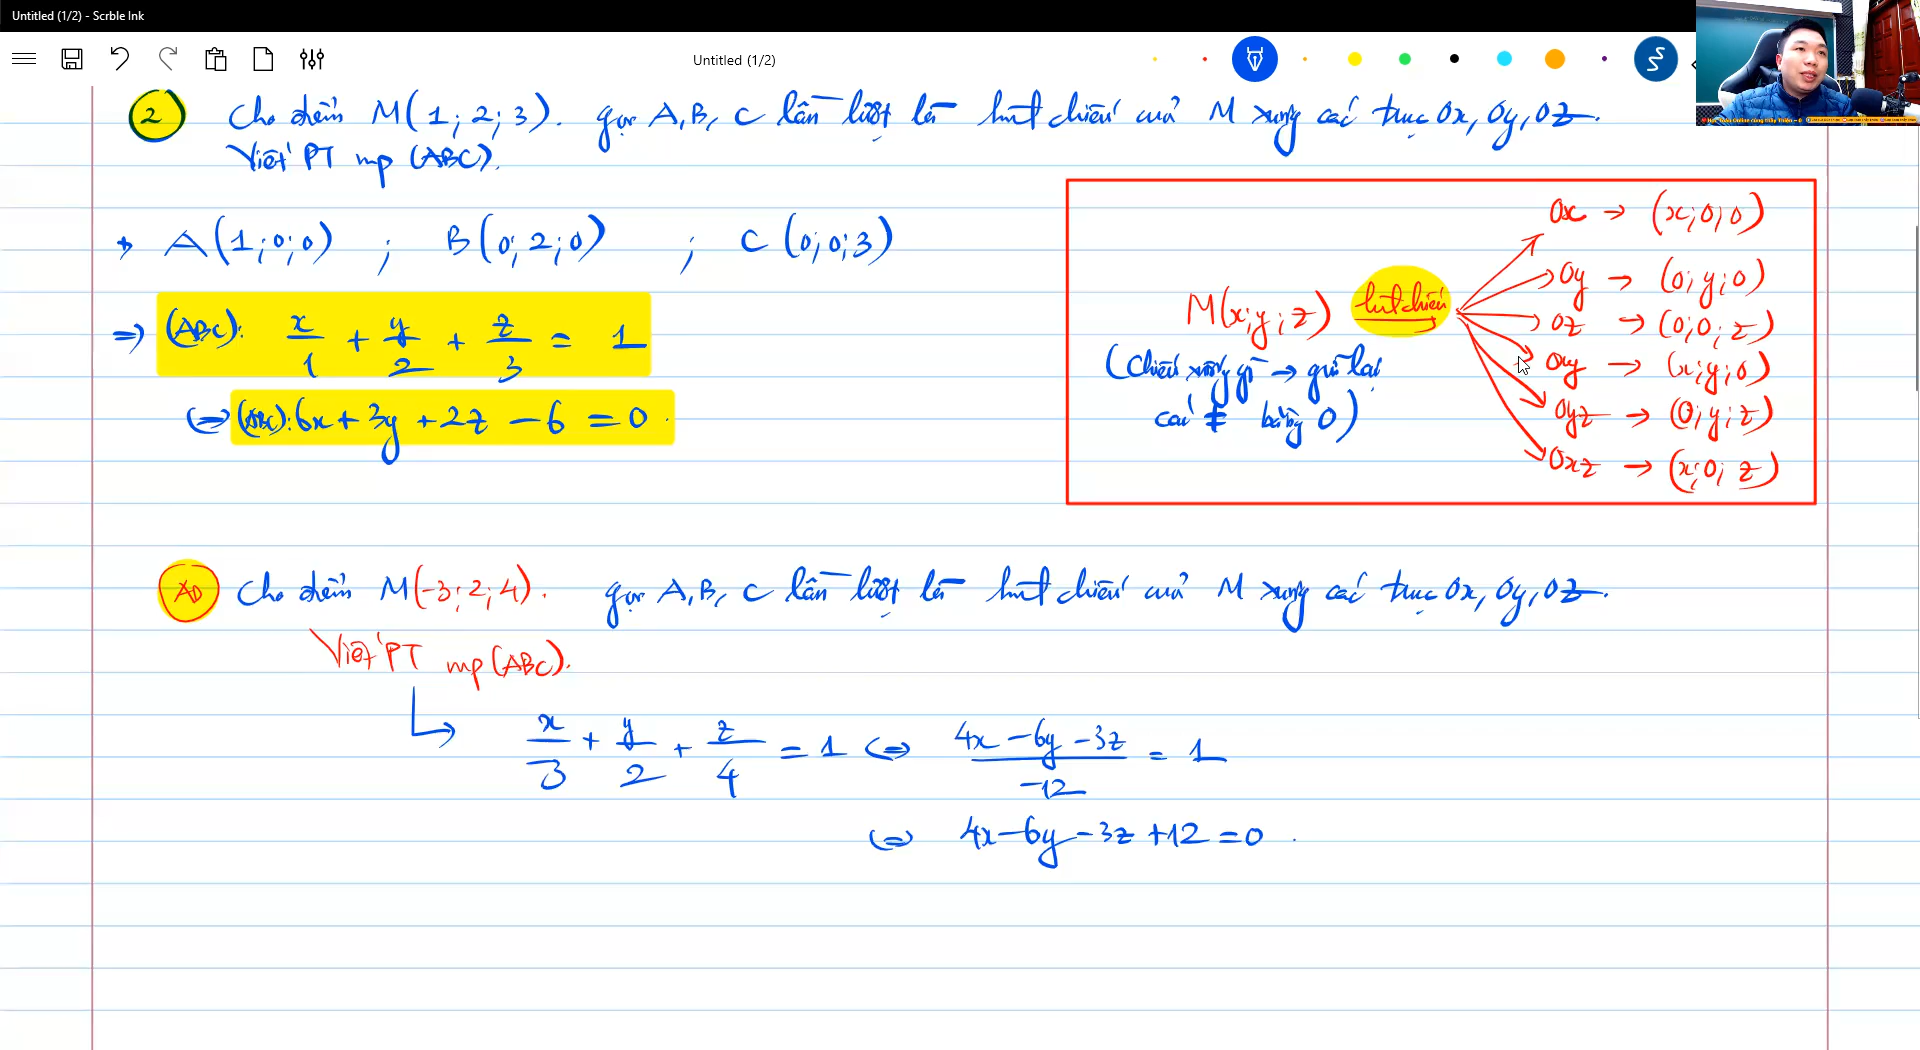 Untitled (1/2) - Scrble Ink
Untitled (1/2)
2 Cho điểm M(1; 2; 3). gọi A, B, C lần lượt là hình chiếu của M xuống các trục Ox, Oy, Oz.
Viết PT mp (ABC).
→ A(1; 0; 0) ; B(0; 2; 0) ; C(0; 0; 3)
=> (ABC): x/1 + y/2 + z/3 = 1
<=> (ABC): 6x + 3y + 2z - 6 = 0.
M(x; y; z) hình chiếu
(Chiếu xuống gì → giữ lại
cái ≠ bằng 0)
Ox → (x; 0; 0)
Oy → (0; y; 0)
Oz → (0; 0; z)
Oxy → (x; y; 0)
Oyz → (0; y; z)
Oxz → (x; 0; z)
AD Cho điểm M(-3; 2; 4). gọi A, B, C lần lượt là hình chiếu của M xuống các trục Ox, Oy, Oz.
Viết PT mp (ABC).
x/3 + y/2 + z/4 = 1 <=> (4x - 6y - 3z)/-12 = 1
<=> 4x - 6y - 3z + 12 = 0.